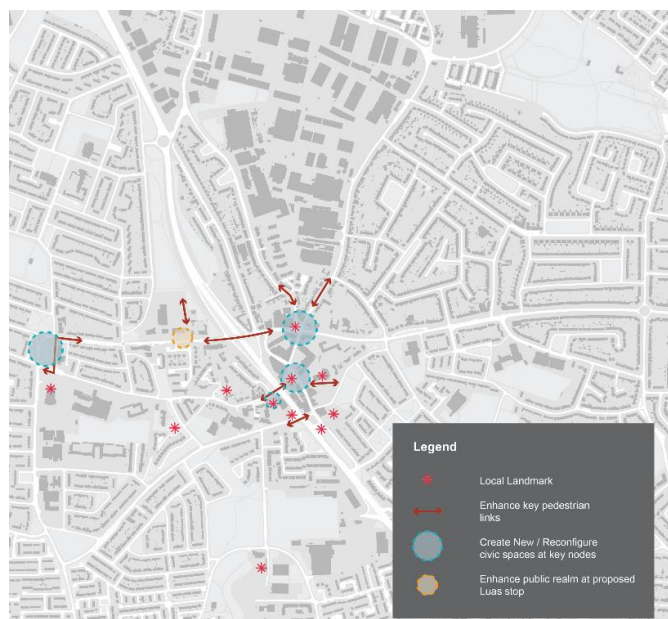 Legend
Local Landmark
Enhance key pedestrian
links
Create New / Reconfigure
civic spaces at key nodes
Enhance public realm at proposed
Luas stop